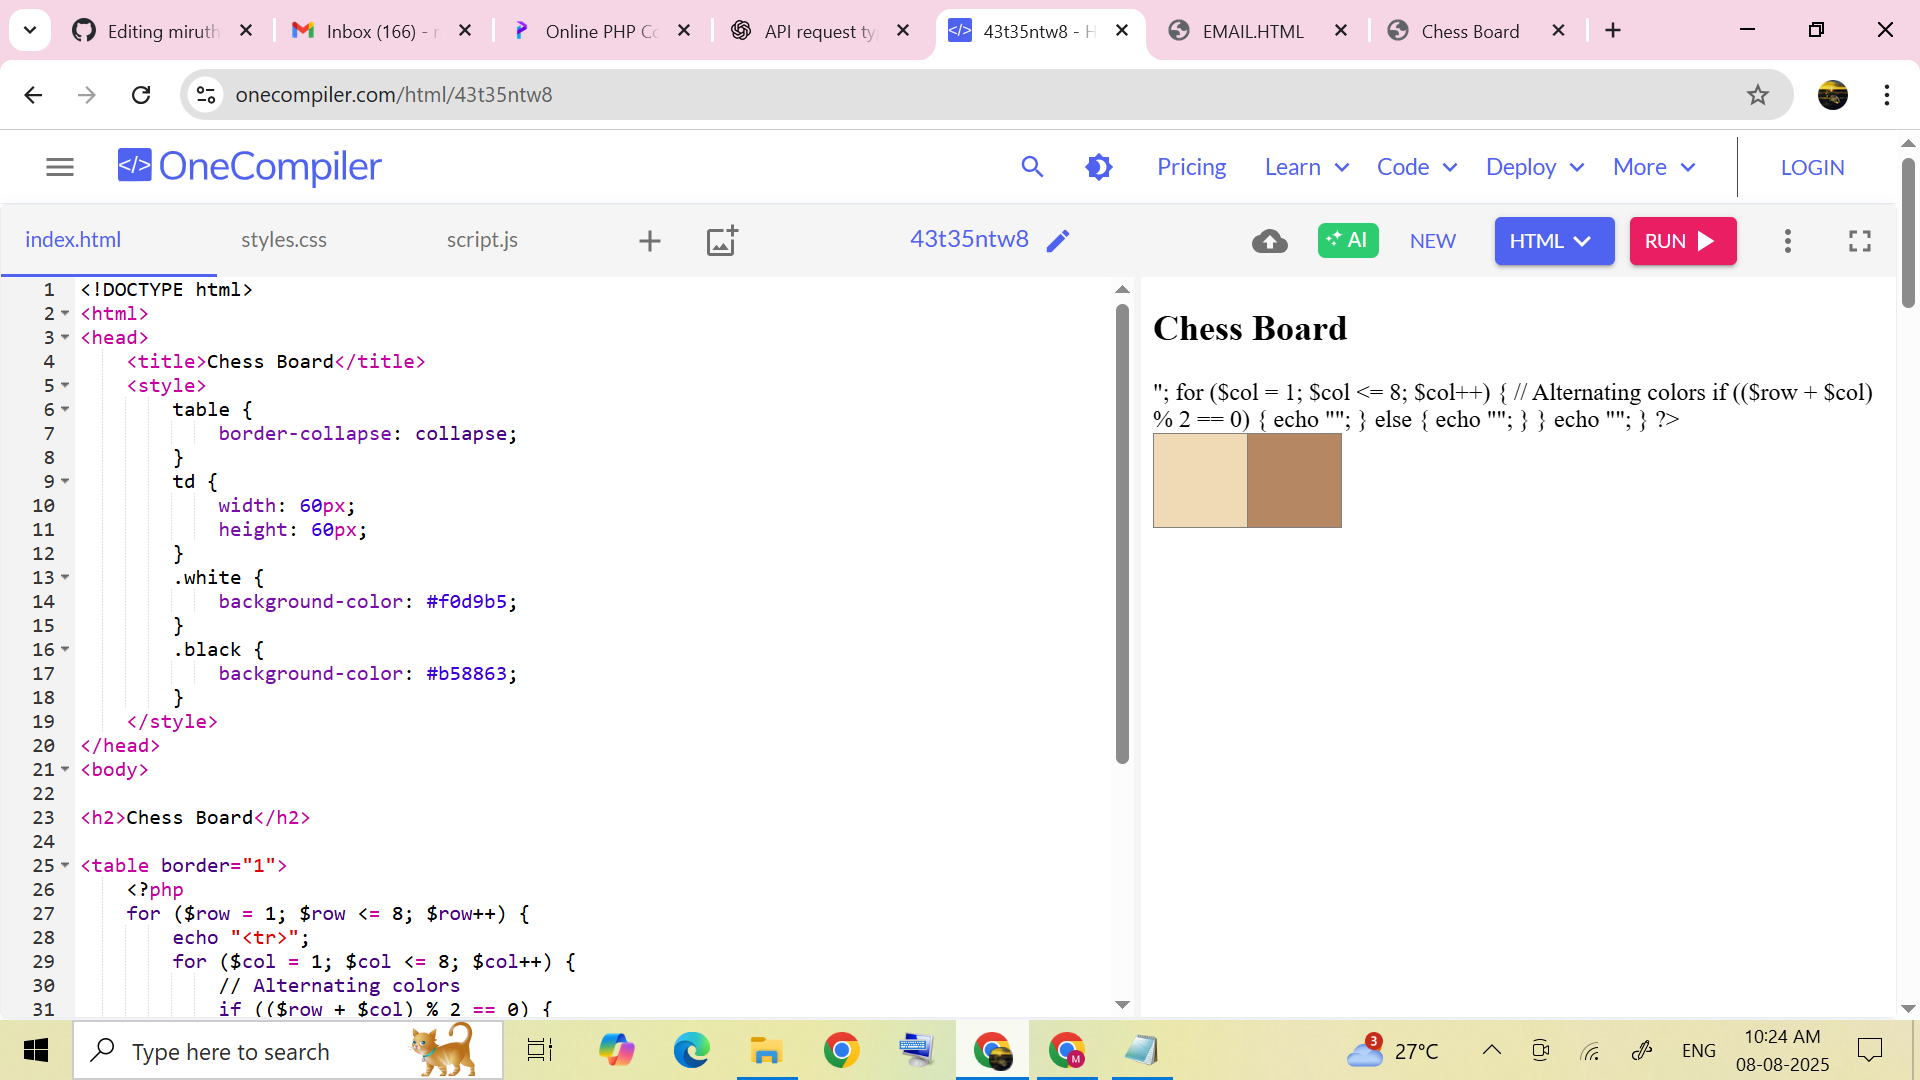 Editing miruth
Inbox (166) - r
Online PHP Co
API request ty
43t35ntw8 - H
EMAIL.HTML
Chess Board
onecompiler.com/html/43t35ntw8
</> OneCompiler
Pricing
Learn
Code
Deploy
More
LOGIN
index.html
styles.css
script.js
43t35ntw8
AI
NEW
HTML
RUN
1 <!DOCTYPE html>
2 <html>
3 <head>
4 <title>Chess Board</title>
5 <style>
6 table {
7 border-collapse: collapse;
8 }
9 td {
10 width: 60px;
11 height: 60px;
12 }
13 .white {
14 background-color: #f0d9b5;
15 }
16 .black {
17 background-color: #b58863;
18 }
19 </style>
20 </head>
21 <body>
22
23 <h2>Chess Board</h2>
24
25 <table border="1">
26 <?php
27 for ($row = 1; $row <= 8; $row++) {
28 echo "<tr>";
29 for ($col = 1; $col <= 8; $col++) {
30 // Alternating colors
31 if (($row + $col) % 2 == 0) {
Chess Board
"; for ($col = 1; $col <= 8; $col++) { // Alternating colors if (($row + $col)
% 2 == 0) { echo ""; } else { echo ""; } } echo ""; } ?>
Type here to search
M
3
27°C
ENG
10:24 AM
08-08-2025